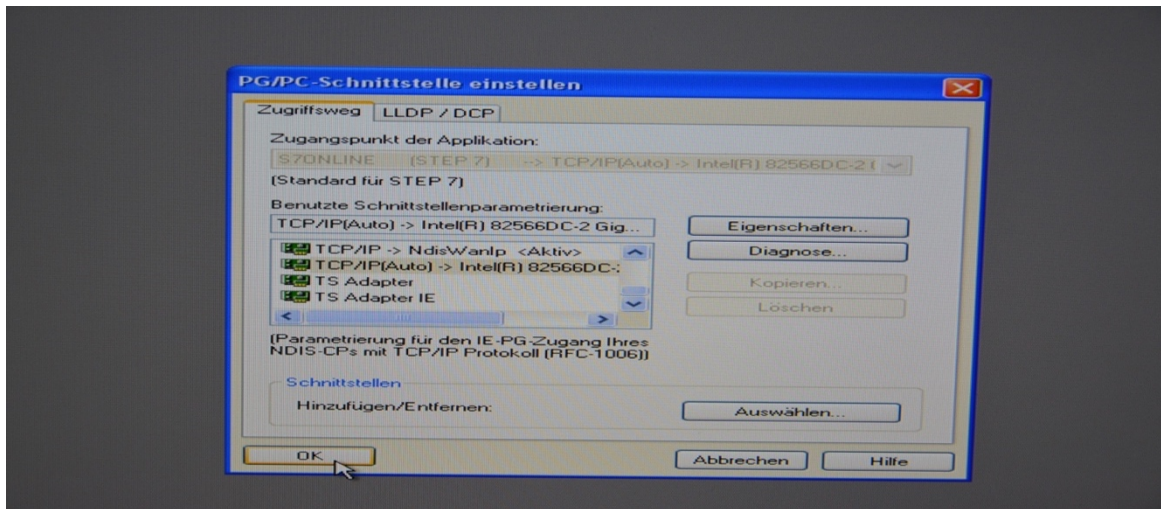 PG/PC-Schnittstelle einstellen
Zugriffsweg LLDP / DCP
Zugangspunkt der Applikation:
S7ONLINE (STEP 7) --> TCP/IP(Auto) -> Intel(R) 82566DC-2 (
(Standard für STEP 7)
Benutzte Schnittstellenparametrierung:
TCP/IP(Auto) -> Intel(R) 82566DC-2 Gig...
Eigenschaften...
TCP/IP -> NdisWanIp <Aktiv>
Diagnose...
TCP/IP(Auto) -> Intel(R) 82566DC-:
TS Adapter
Kopieren...
TS Adapter IE
Löschen
(Parametrierung für den IE-PG-Zugang Ihres
NDIS-CPs mit TCP/IP Protokoll (RFC-1006))
Schnittstellen
Hinzufügen/Entfernen:
Auswählen...
OK Abbrechen Hilfe